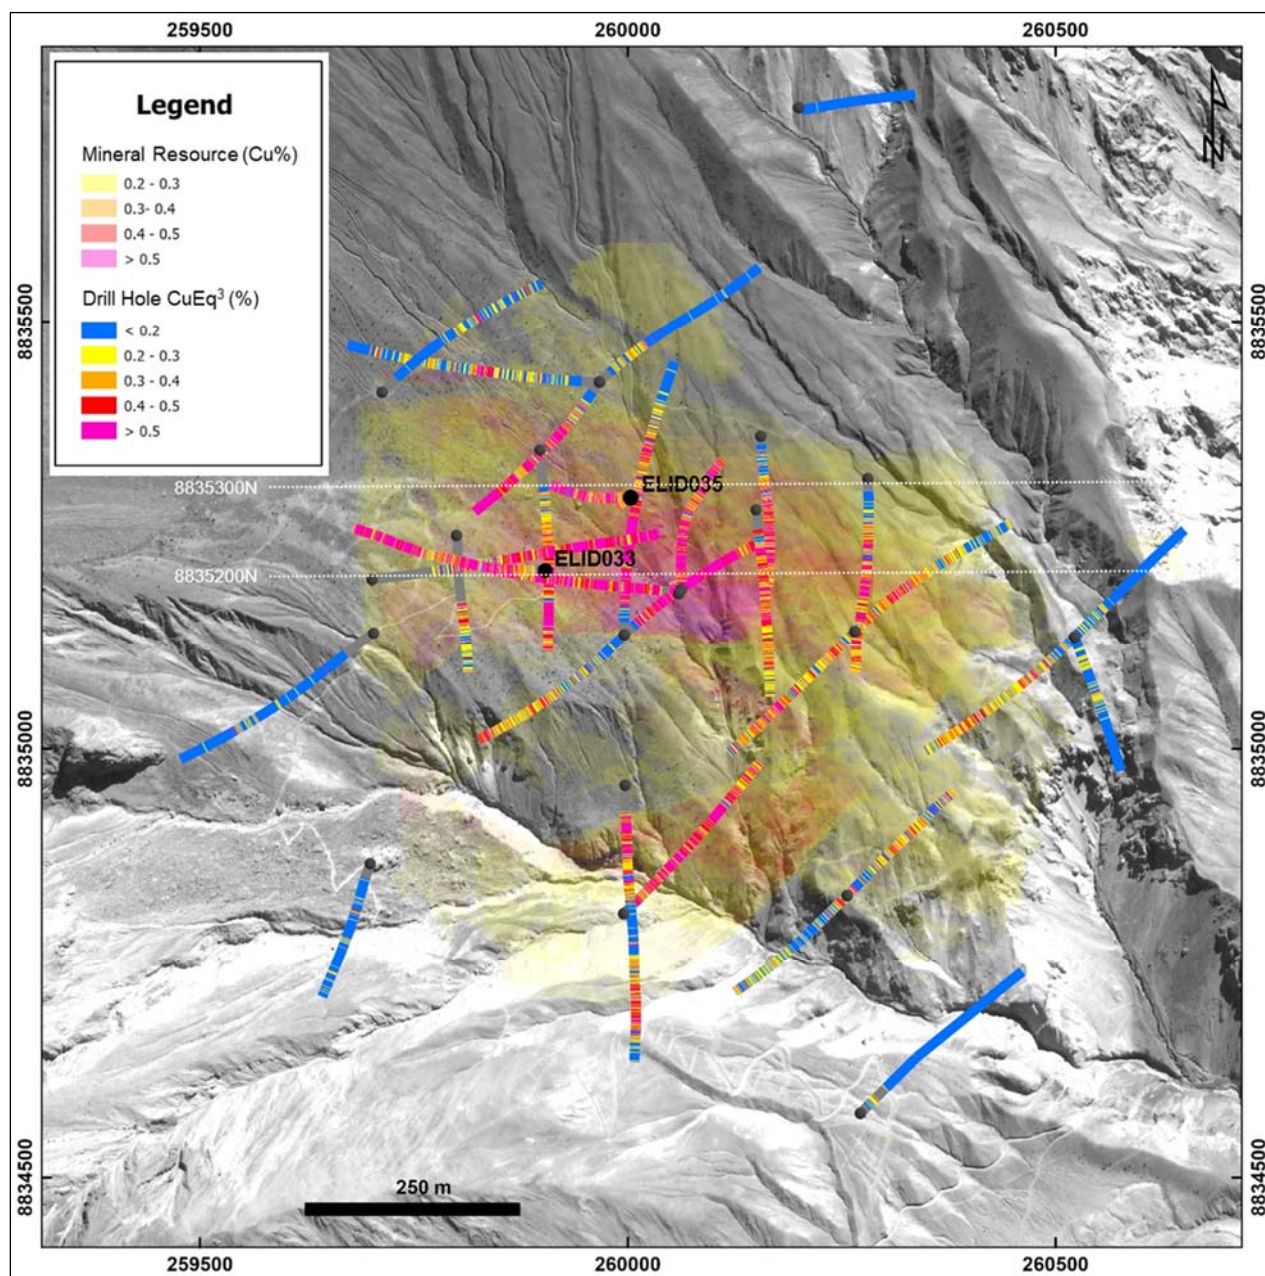 259500 260000 260500
Legend
Mineral Resource (Cu%)
0.2 - 0.3
0.3- 0.4
0.4 - 0.5
> 0.5
Drill Hole CuEq³ (%)
< 0.2
0.2 - 0.3
0.3 - 0.4
0.4 - 0.5
> 0.5
N
8835500 8835500
8835300N ELID035
ELID033
8835200N
8835000 8835000
8834500 8834500
250 m
259500 260000 260500